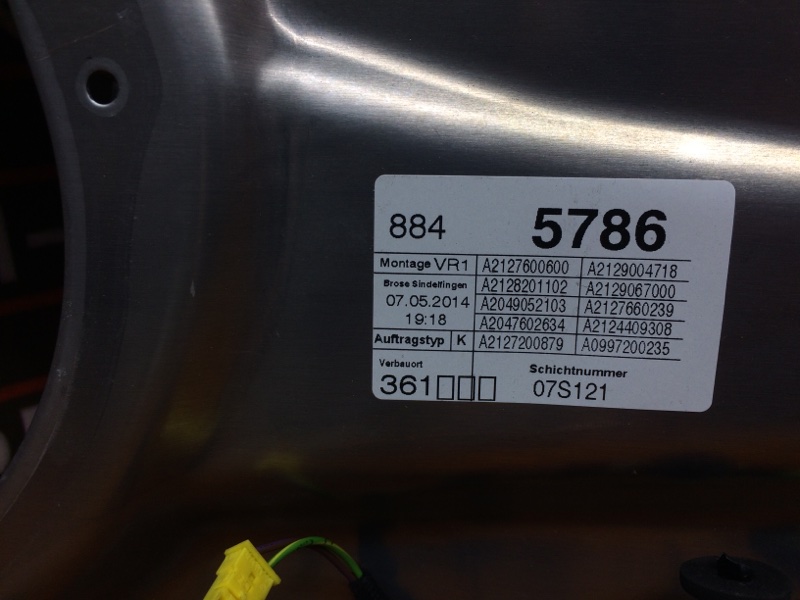 884 5786
Montage VR1 A2127600600 A2129004718
Brose Sindelfingen A2128201102 A2129067000
07.05.2014 A2049052103 A2127660239
19:18 A2047602634 A2124409308
Auftragstyp K A2127200879 A0997200235
Verbauort Schichtnummer
361□□□ 07S121